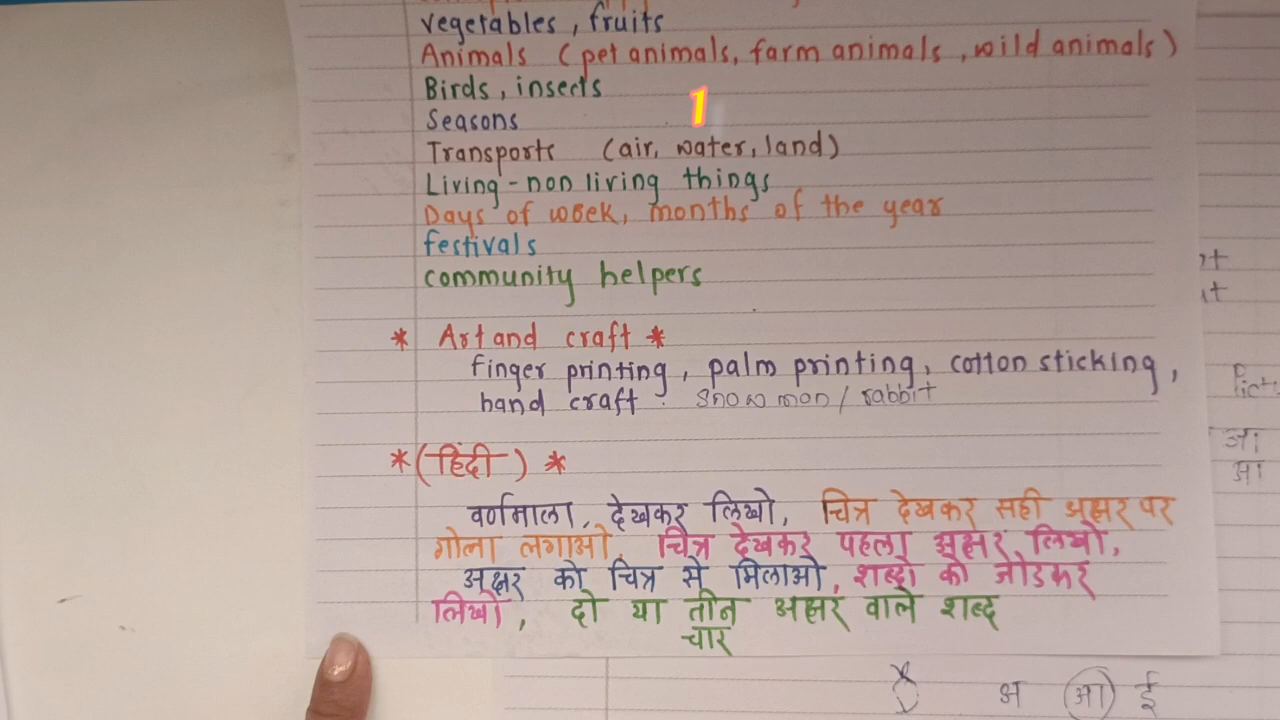 vegetables, fruits
Animals (pet animals, farm animals, wild animals)
Birds, insects
1
Seasons
Transports (air, water, land)
Living-non living things
Days of week, months of the year
festivals
community helpers
* Art and craft *
finger printing, palm printing, cotton sticking,
hand craft. snow man / rabbit
*(हिंदी) *
वर्णमाला, देखकर लिखो, चित्र देखकर सही अक्षर पर
गोला लगाओ, चित्र देखकर पहला अक्षर लिखो,
अक्षर को चित्र से मिलाओ, शब्दो को जोडकर
लिखो, दो या तीन अक्षर वाले शब्द
चार
अ आ ई